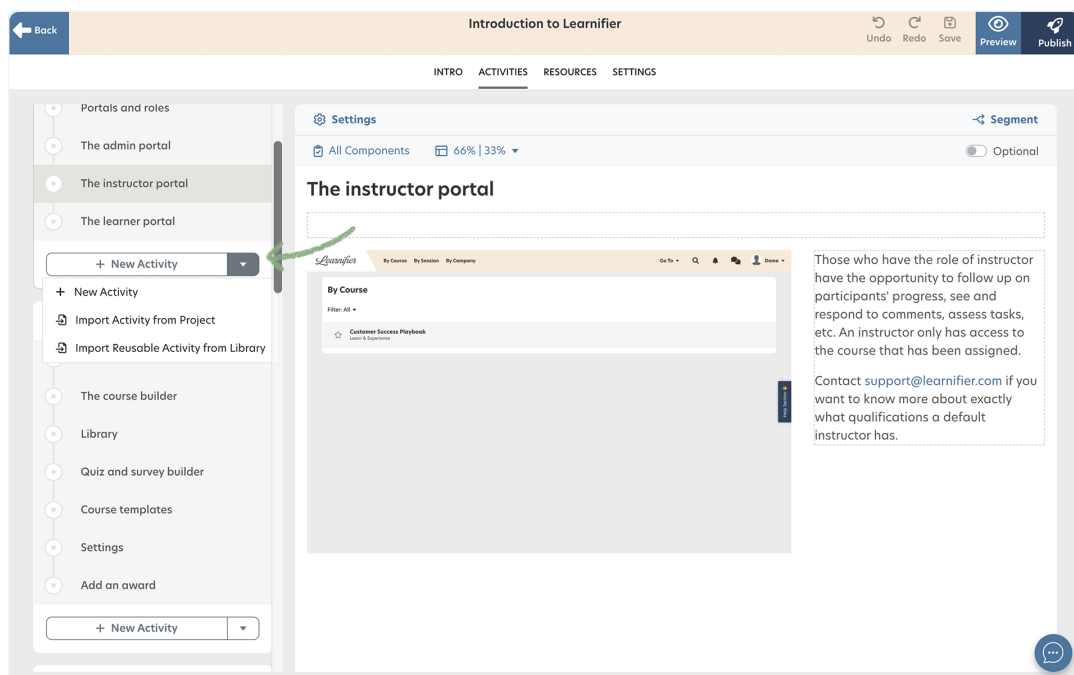 Back
Introduction to Learnifier
Undo
Redo
Save
Preview
Publish
INTRO
ACTIVITIES
RESOURCES
SETTINGS
Portals and roles
The admin portal
The instructor portal
The learner portal
+ New Activity
+ New Activity
Import Activity from Project
Import Reusable Activity from Library
The course builder
Library
Quiz and survey builder
Course templates
Settings
Add an award
+ New Activity
Settings
Segment
All Components
66% | 33%
Optional
The instructor portal
Learnifier
By Course
By Session
By Company
Go To
Demo
By Course
Filter: All
Customer Success Playbook
Learn & Experience
Help Section
Those who have the role of instructor
have the opportunity to follow up on
participants' progress, see and
respond to comments, assess tasks,
etc. An instructor only has access to
the course that has been assigned.
Contact support@learnifier.com if you
want to know more about exactly
what qualifications a default
instructor has.